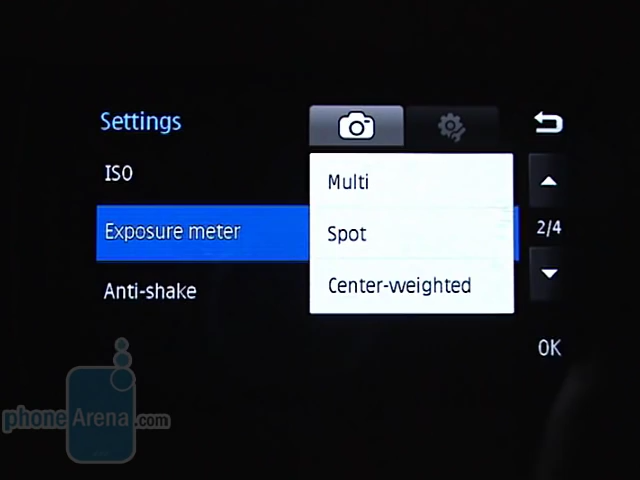 Settings
ISO
Multi
Exposure meter
Spot
2/4
Anti-shake
Center-weighted
OK
phoneArena.com